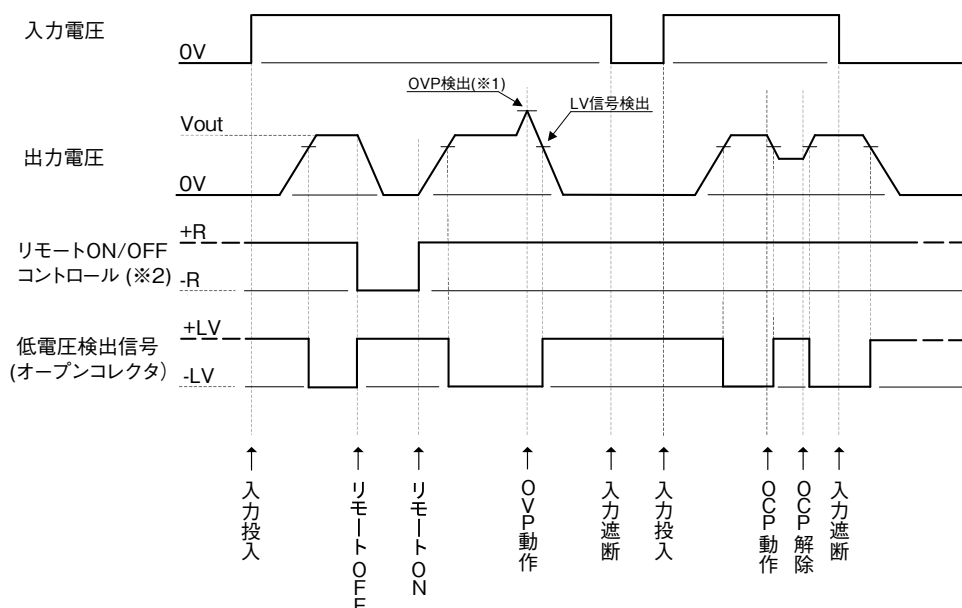 入力電圧
0V
OVP検出(※1)
LV信号検出
Vout
出力電圧
0V
+R
リモートON/OFF
コントロール (※2)
-R
+LV
低電圧検出信号
(オープンコレクタ)
-LV
入力投入
リモートOFF
リモートON
OVP動作
入力遮断
入力投入
OCP動作
OCP解除
入力遮断